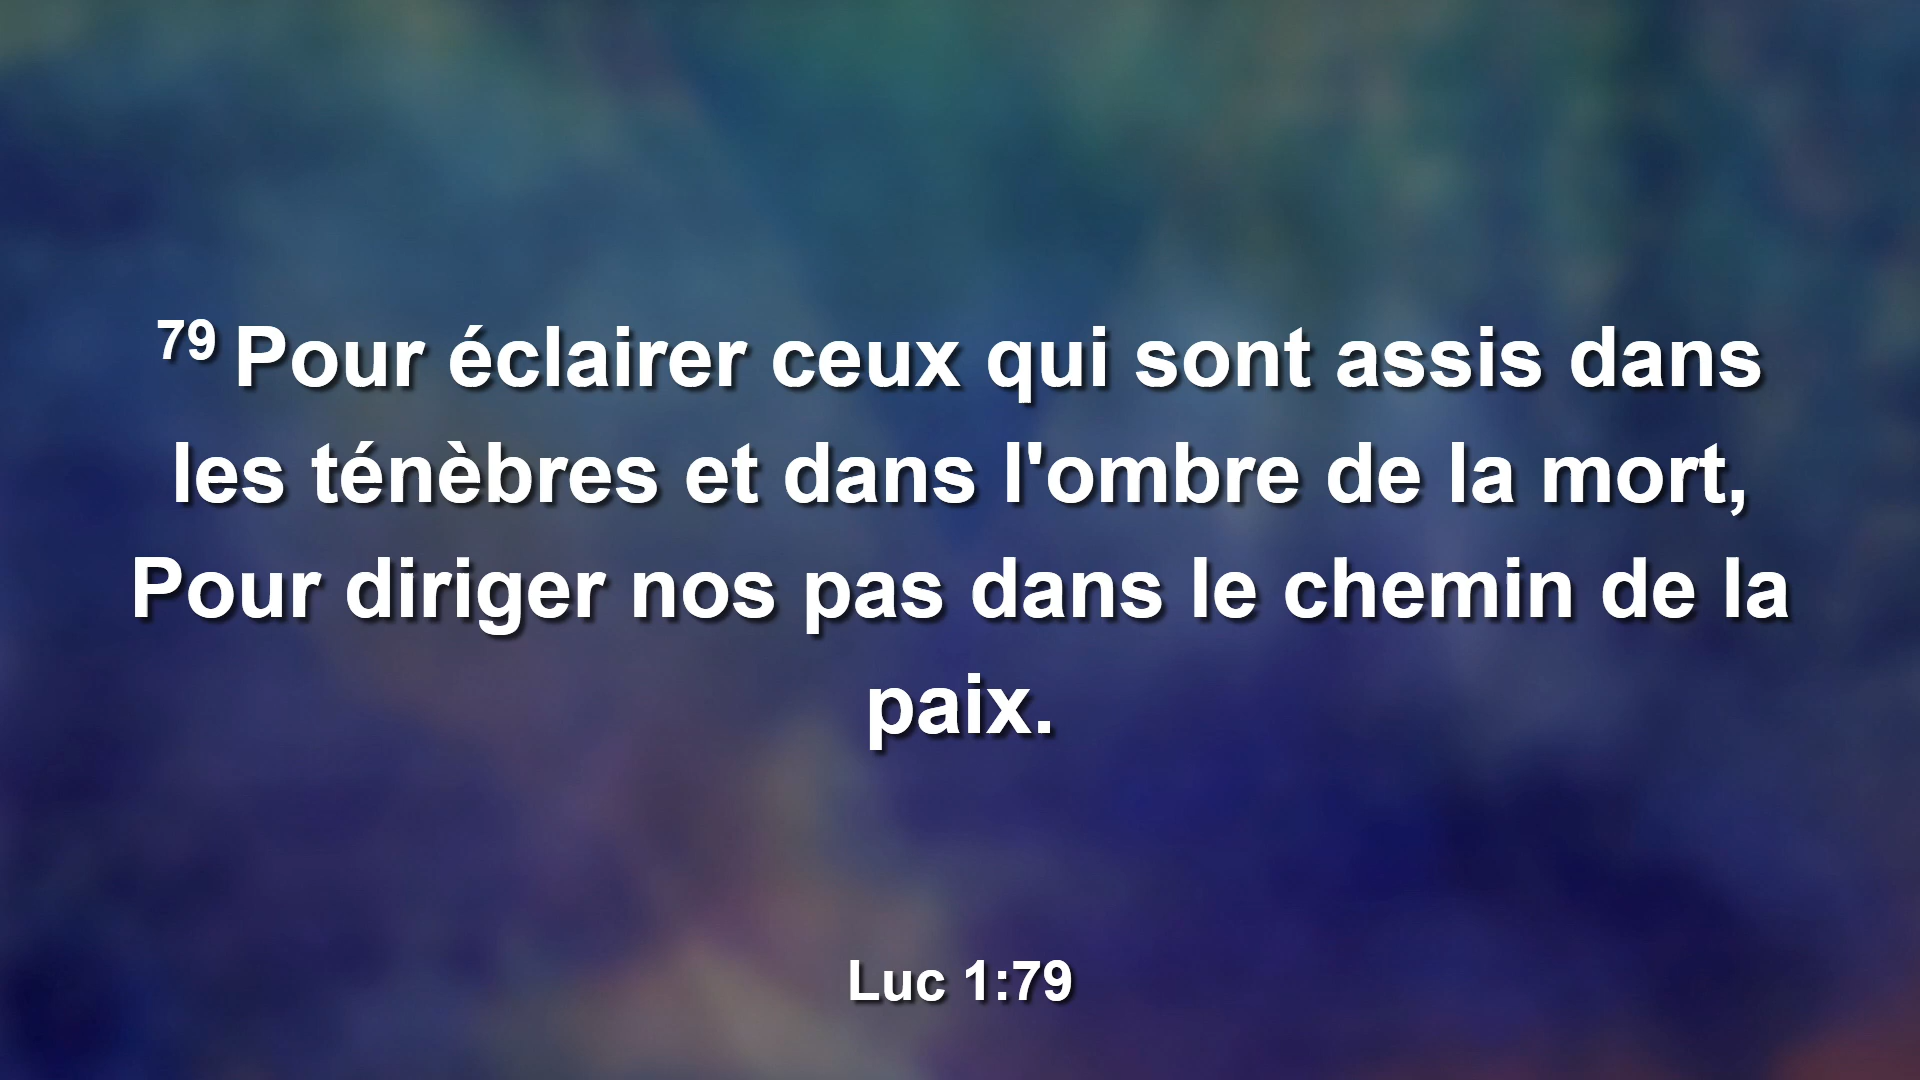 79 Pour éclairer ceux qui sont assis dans
les ténèbres et dans l'ombre de la mort,
Pour diriger nos pas dans le chemin de la
paix.
Luc 1:79